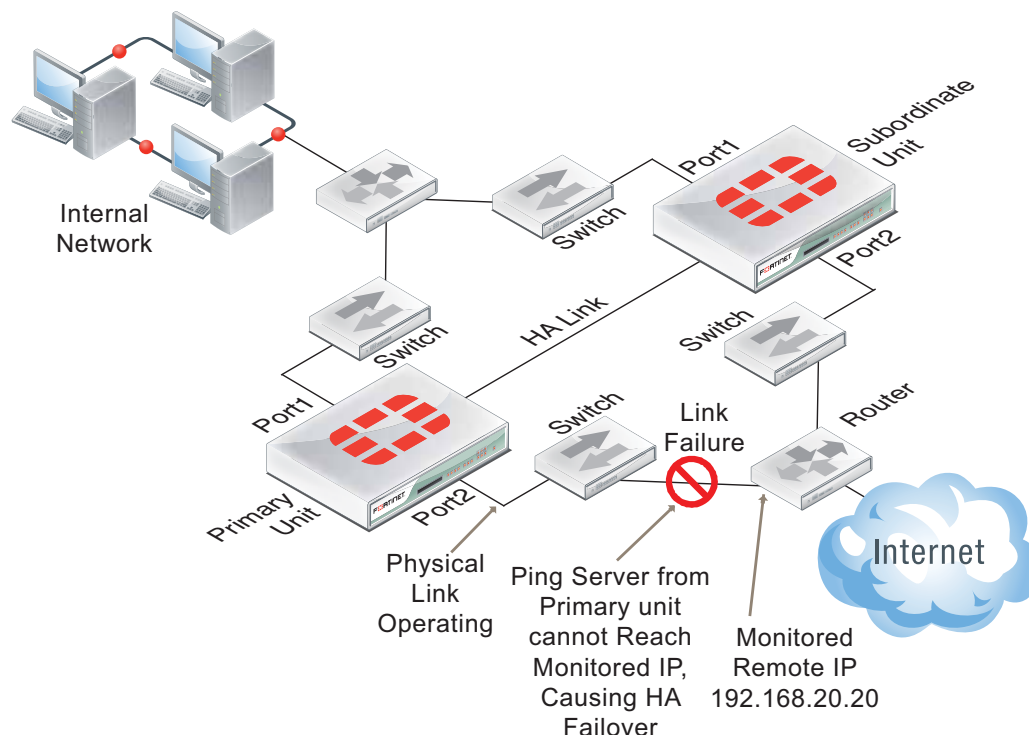 Internal
Network
Port1
Subordinate
Unit
Switch
FORTINET
Port2
HA Link
Switch
Switch
Port1
Switch
Link
Failure
Router
FORTINET
Primary
Unit
Port2
Internet
Physical
Link
Operating
Ping Server from
Primary unit
cannot Reach
Monitored IP,
Causing HA
Failover
Monitored
Remote IP
192.168.20.20